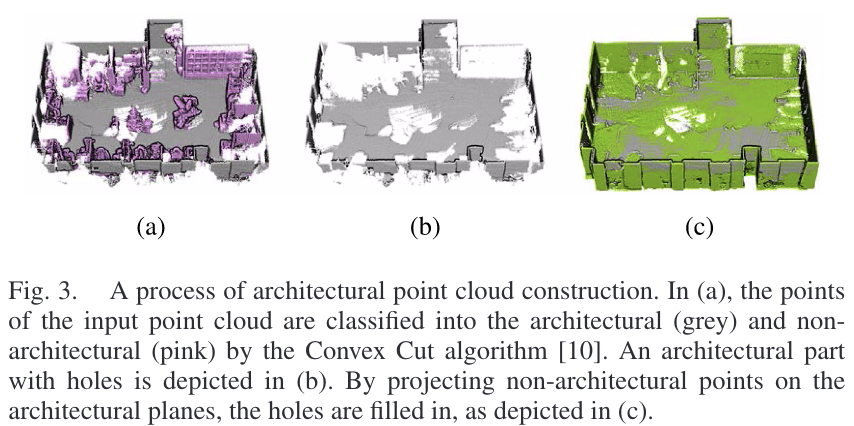 (a)
(b)
(c)
Fig. 3. A process of architectural point cloud construction. In (a), the points
of the input point cloud are classified into the architectural (grey) and non-
architectural (pink) by the Convex Cut algorithm [10]. An architectural part
with holes is depicted in (b). By projecting non-architectural points on the
architectural planes, the holes are filled in, as depicted in (c).